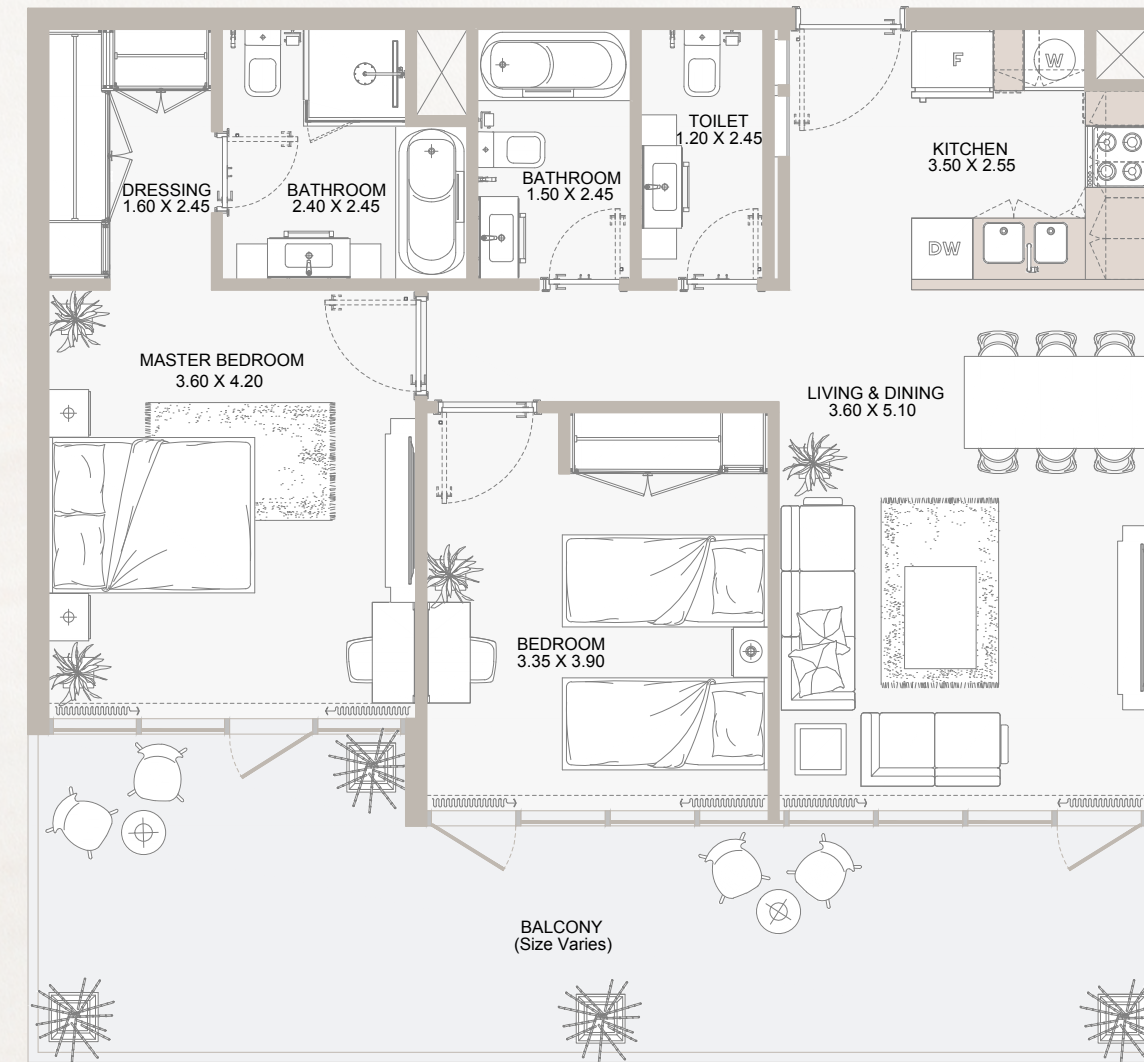 F
W
TOILET
1.20 X 2.45
KITCHEN
3.50 X 2.55
DRESSING
1.60 X 2.45
BATHROOM
2.40 X 2.45
BATHROOM
1.50 X 2.45
DW
MASTER BEDROOM
3.60 X 4.20
LIVING & DINING
3.60 X 5.10
BEDROOM
3.35 X 3.90
BALCONY
(Size Varies)